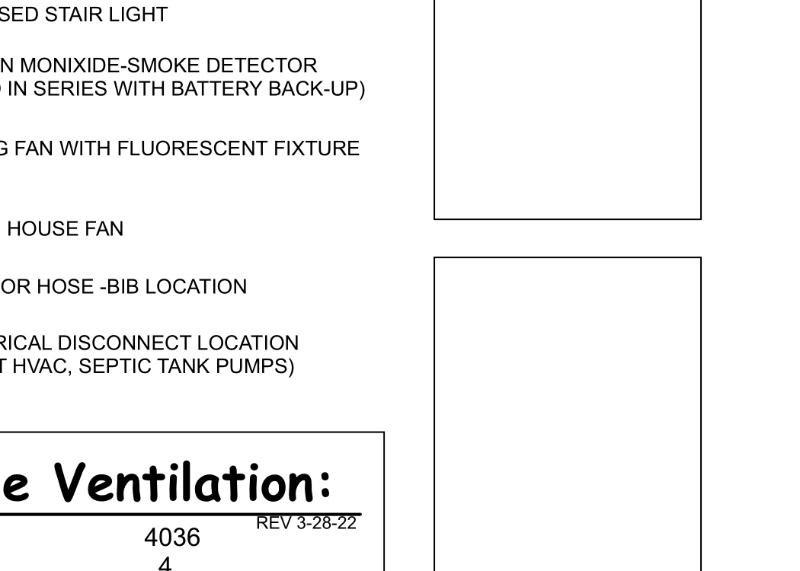 SED STAIR LIGHT
N MONIXIDE-SMOKE DETECTOR
IN SERIES WITH BATTERY BACK-UP)
G FAN WITH FLUORESCENT FIXTURE
HOUSE FAN
OR HOSE -BIB LOCATION
RICAL DISCONNECT LOCATION
T HVAC, SEPTIC TANK PUMPS)
e Ventilation:
REV 3-28-22
4036
4